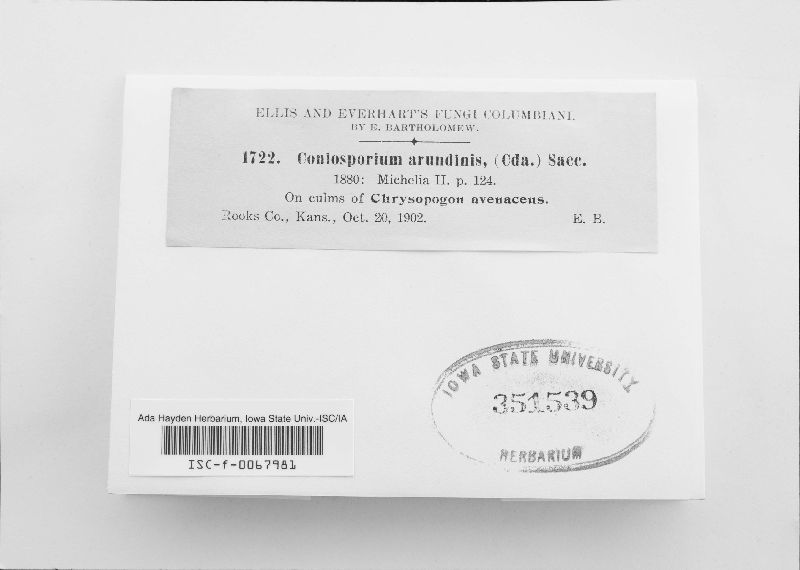 ELLIS AND EVERHART'S FUNGI COLUMBIANI.
BY E. BARTHOLOMEW.
1722. Coniosporium arundinis, (Cda.) Sacc.
1880: Michelia II. p. 124.
On culms of Chrysopogon avenaceus.
Rooks Co., Kans., Oct. 20, 1902. E. B.
IOWA STATE UNIVERSITY
351539
HERBARIUM
Ada Hayden Herbarium, Iowa State Univ.-ISC/IA
ISC-f-0067981